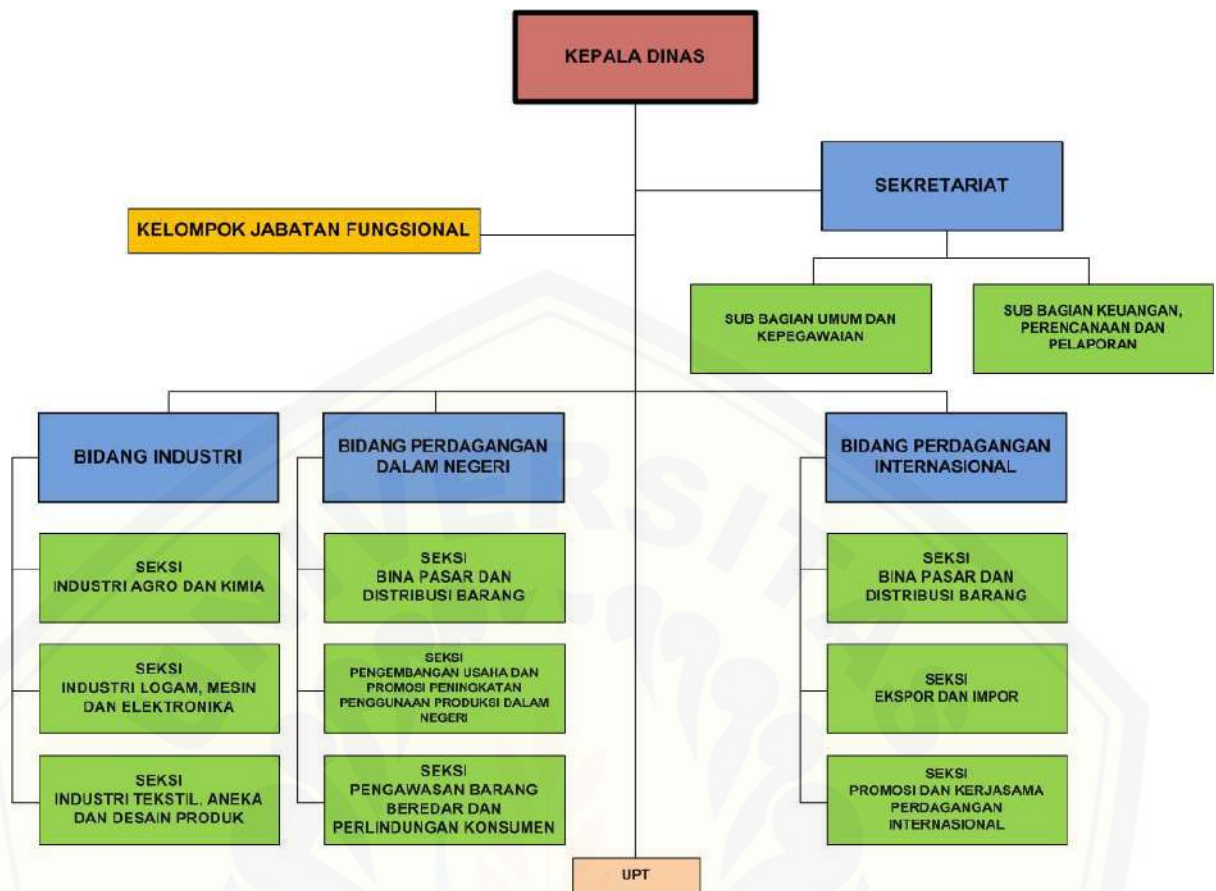 KEPALA DINAS
SEKRETARIAT
KELOMPOK JABATAN FUNGSIONAL
SUB BAGIAN UMUM DAN
KEPEGAWAIAN
SUB BAGIAN KEUANGAN,
PERENCANAAN DAN
PELAPORAN
BIDANG INDUSTRI
BIDANG PERDAGANGAN
DALAM NEGERI
BIDANG PERDAGANGAN
INTERNASIONAL
SEKSI
INDUSTRI AGRO DAN KIMIA
SEKSI
BINA PASAR DAN
DISTRIBUSI BARANG
SEKSI
BINA PASAR DAN
DISTRIBUSI BARANG
SEKSI
INDUSTRI LOGAM, MESIN
DAN ELEKTRONIKA
SEKSI
PENGEMBANGAN USAHA DAN
PROMOSI PENINGKATAN
PENGGUNAAN PRODUKSI DALAM
NEGERI
SEKSI
EKSPOR DAN IMPOR
SEKSI
INDUSTRI TEKSTIL, ANEKA
DAN DESAIN PRODUK
SEKSI
PENGAWASAN BARANG
BEREDAR DAN
PERLINDUNGAN KONSUMEN
SEKSI
PROMOSI DAN KERJASAMA
PERDAGANGAN
INTERNASIONAL
UPT
UNIVERSITAS